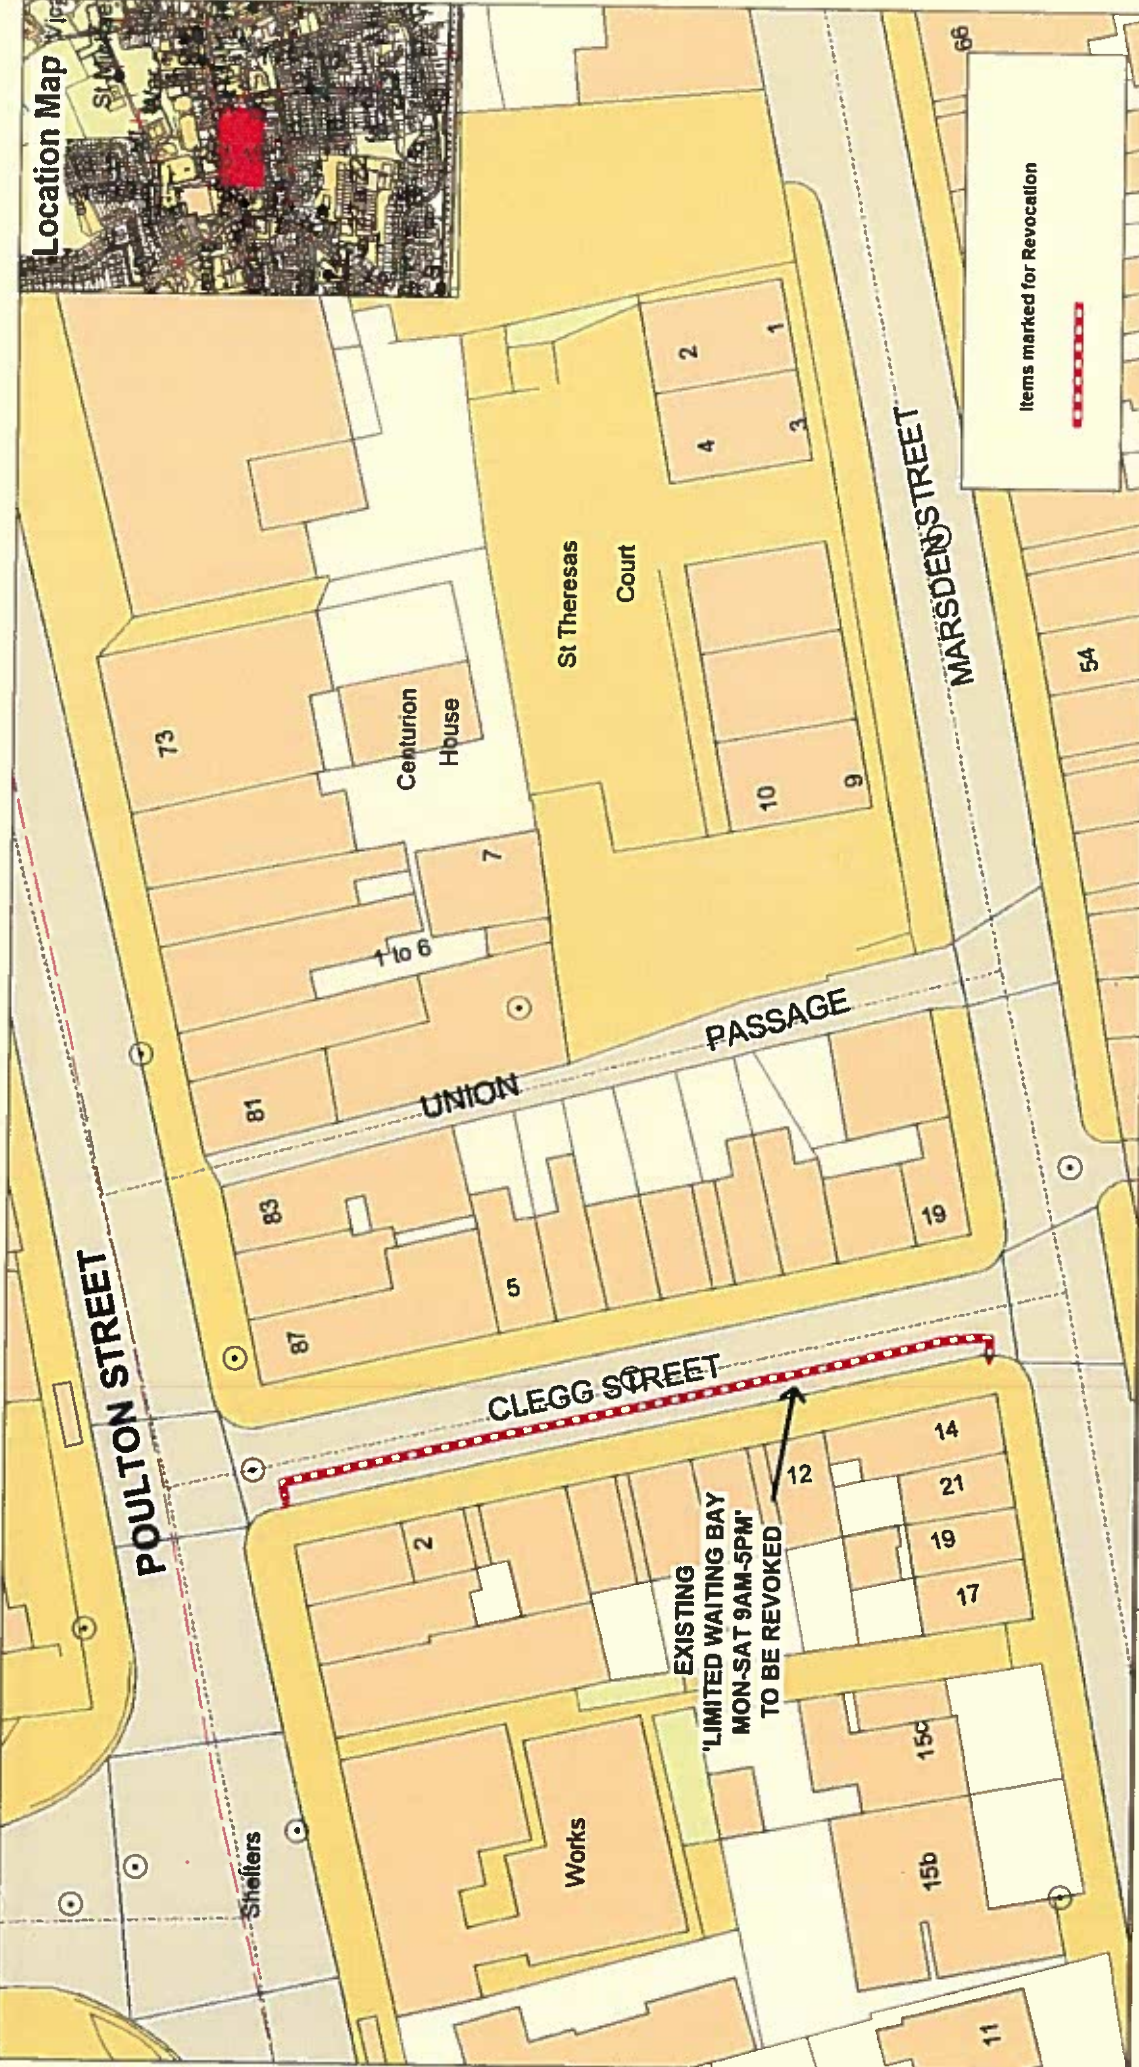 Location Map
St Theresas
Court
MARSDEN STREET
Items marked for Revocation
66
73
Centurion
House
7
1 to 6
2
1
4
3
10
9
54
81
UNION PASSAGE
83
87
5
19
POULTON STREET
CLEGG STREET
2
12
14
21
19
17
EXISTING
'LIMITED WAITING BAY
MON-SAT 9AM-5PM'
TO BE REVOKED
Shelters
Works
15c
15b
11